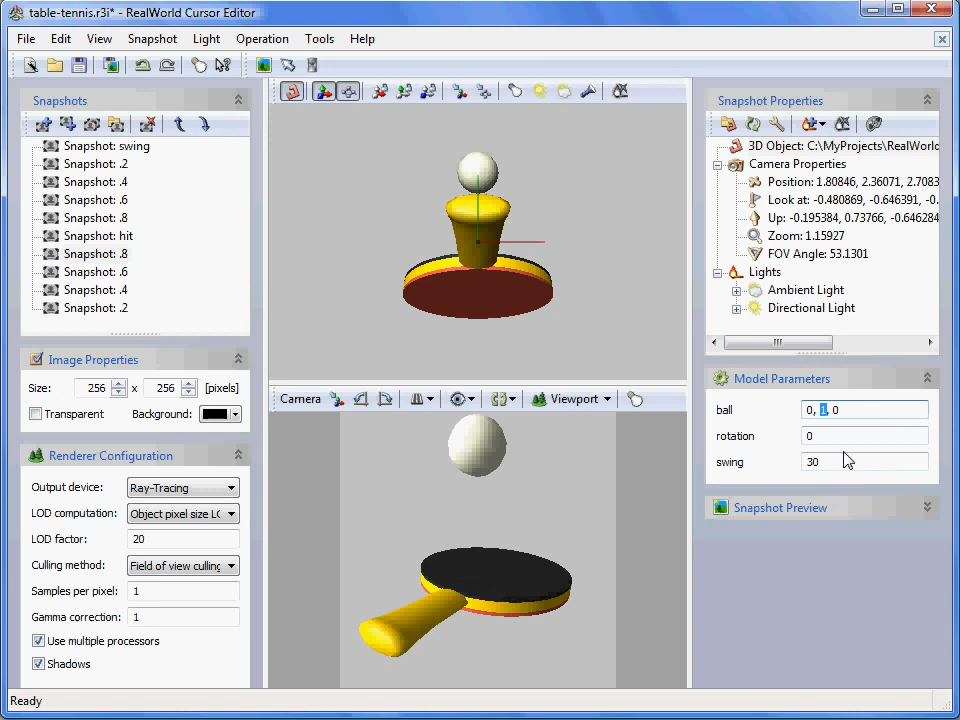 table-tennis.r3i* - RealWorld Cursor Editor
File Edit View Snapshot Light Operation Tools Help
Snapshots
Snapshot: swing
Snapshot: .2
Snapshot: .4
Snapshot: .6
Snapshot: .8
Snapshot: hit
Snapshot: .8
Snapshot: .6
Snapshot: .4
Snapshot: .2
Image Properties
Size: 256 x 256 [pixels]
Transparent Background:
Renderer Configuration
Output device: Ray-Tracing
LOD computation: Object pixel size LO
LOD factor: 20
Culling method: Field of view culling
Samples per pixel: 1
Gamma correction: 1
Use multiple processors
Shadows
Camera Viewport
Snapshot Properties
3D Object: C:\MyProjects\RealWorld
Camera Properties
Position: 1.80846, 2.36071, 2.7083
Look at: -0.480869, -0.646391, -0.
Up: -0.195384, 0.73766, -0.646284
Zoom: 1.15927
FOV Angle: 53.1301
Lights
Ambient Light
Directional Light
Model Parameters
ball 0, 1, 0
rotation 0
swing 30
Snapshot Preview
Ready